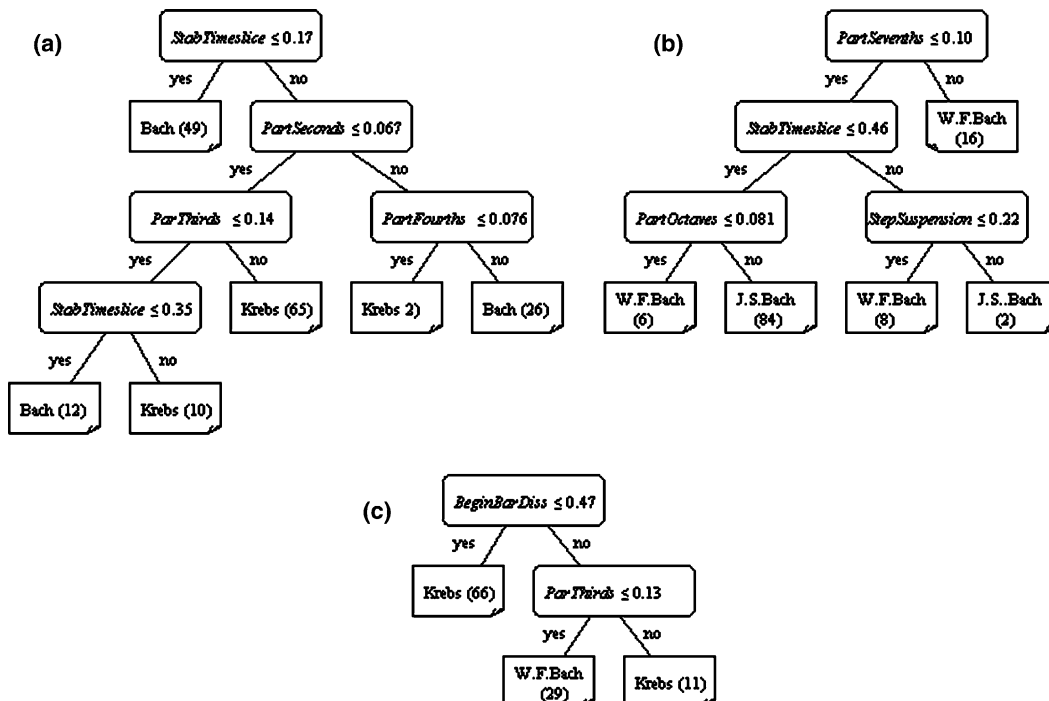 (a)
StabTimeslice ≤ 0.17
yes
no
Bach (49)
PartSeconds ≤ 0.067
yes
no
ParThirds ≤ 0.14
PartFourths ≤ 0.076
yes
no
yes
no
StabTimeslice ≤ 0.35
Krebs (65)
Krebs 2)
Bach (26)
yes
no
Bach (12)
Krebs (10)
(b)
PartSevenths ≤ 0.10
yes
no
StabTimeslice ≤ 0.46
W.F.Bach
(16)
yes
no
PartOctaves ≤ 0.081
StepSuspension ≤ 0.22
yes
no
yes
no
W.F.Bach
(6)
J.S.Bach
(84)
W.F.Bach
(8)
J.S..Bach
(2)
(c)
BeginBarDiss ≤ 0.47
yes
no
Krebs (66)
ParThirds ≤ 0.13
yes
no
W.F.Bach
(29)
Krebs (11)